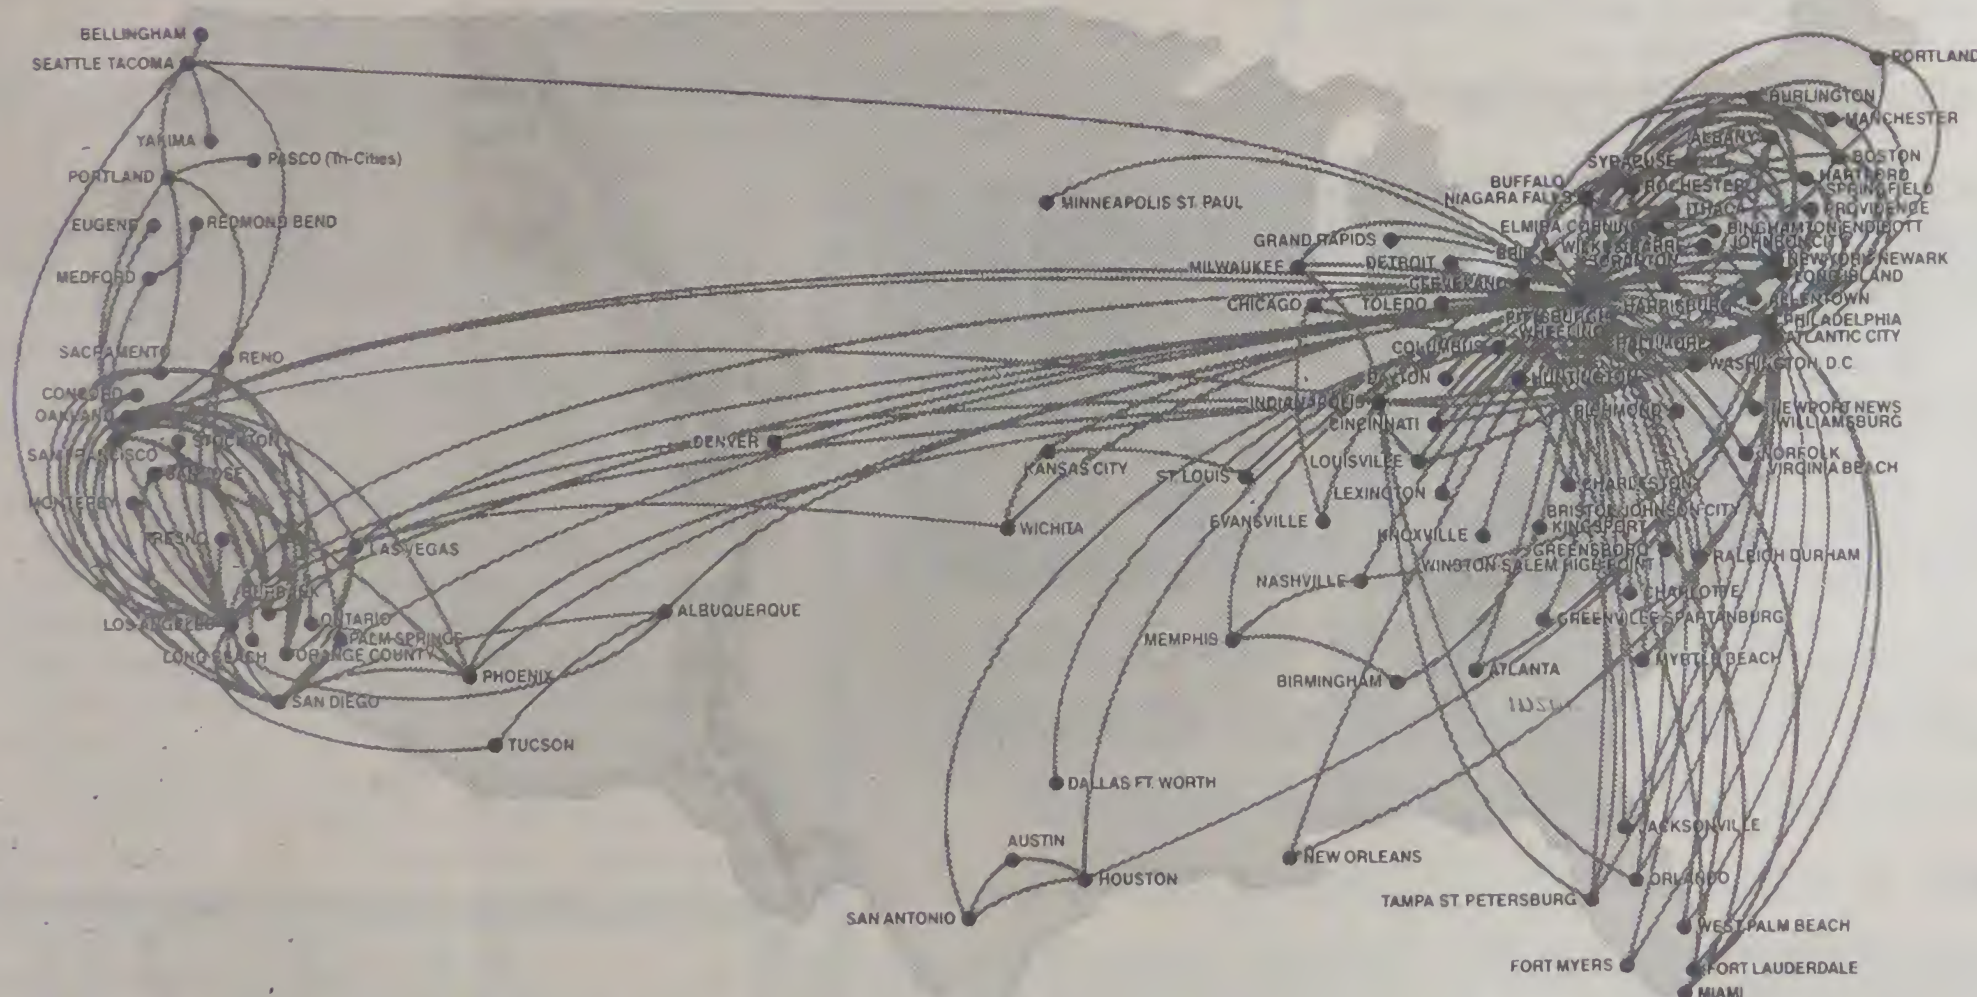 BELLINGHAM
SEATTLE TACOMA
YAKIMA
PASCO (Tri-Cities)
PORTLAND
EUGENE
REDMOND BEND
MEDFORD
SACRAMENTO
RENO
CONCORD
OAKLAND
STOCKTON
SAN FRANCISCO
SAN JOSE
MONTEREY
FRESNO
LAS VEGAS
BURBANK
LOS ANGELES
ONTARIO
PALM SPRINGS
LONG BEACH
ORANGE COUNTY
SAN DIEGO
PHOENIX
TUCSON
ALBUQUERQUE
DENVER
MINNEAPOLIS ST. PAUL
KANSAS CITY
WICHITA
ST. LOUIS
DALLAS FT. WORTH
AUSTIN
HOUSTON
SAN ANTONIO
GRAND RAPIDS
MILWAUKEE
DETROIT
CHICAGO
TOLEDO
CLEVELAND
ERIE
COLUMBUS
DAYTON
INDIANAPOLIS
CINCINNATI
LOUISVILLE
LEXINGTON
EVANSVILLE
KNOXVILLE
NASHVILLE
MEMPHIS
BIRMINGHAM
ATLANTA
NEW ORLEANS
PORTLAND
BURLINGTON
MANCHESTER
ALBANY
SYRACUSE
BOSTON
HARTFORD
SPRINGFIELD
BUFFALO
NIAGARA FALLS
ROCHESTER
ITHACA
PROVIDENCE
ELMIRA CORNING
BINGHAMTON ENDICOTT
JOHNSON CITY
WILKES BARRE
SCRANTON
NEW YORK NEWARK
LONG ISLAND
HARRISBURG
ALLENTOWN
PITTSBURGH
WHEELING
PHILADELPHIA
ATLANTIC CITY
BALTIMORE
WASHINGTON, D.C.
HUNTINGTON
RICHMOND
NEWPORT NEWS
WILLIAMSBURG
NORFOLK
VIRGINIA BEACH
CHARLESTON
BRISTOL JOHNSON CITY
KINGSPORT
GREENSBORO
WINSTON-SALEM HIGH POINT
RALEIGH DURHAM
CHARLOTTE
GREENVILLE SPARTANBURG
MYRTLE BEACH
JACKSONVILLE
ORLANDO
TAMPA ST. PETERSBURG
WEST PALM BEACH
FORT MYERS
FORT LAUDERDALE
MIAMI